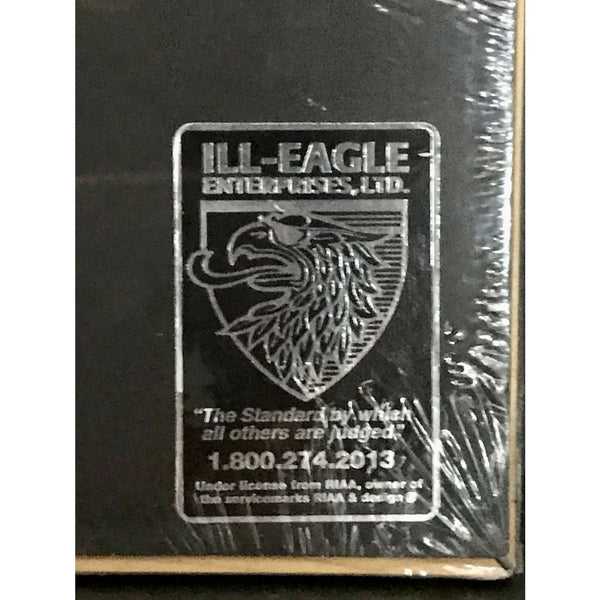 ILL-EAGLE
ENTERPRISES, LTD.
"The Standard by which
all others are judged."
1.800.274.2013
Under license from RIAA, owner of
the servicemarks RIAA & design ®